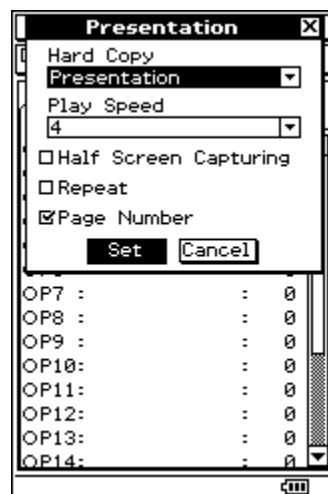 Presentation
Hard Copy
Presentation
Play Speed
4
Half Screen Capturing
Repeat
Page Number
Set Cancel
OP7 : : 0
OP8 : : 0
OP9 : : 0
OP10: : 0
OP11: : 0
OP12: : 0
OP13: : 0
OP14: : 0